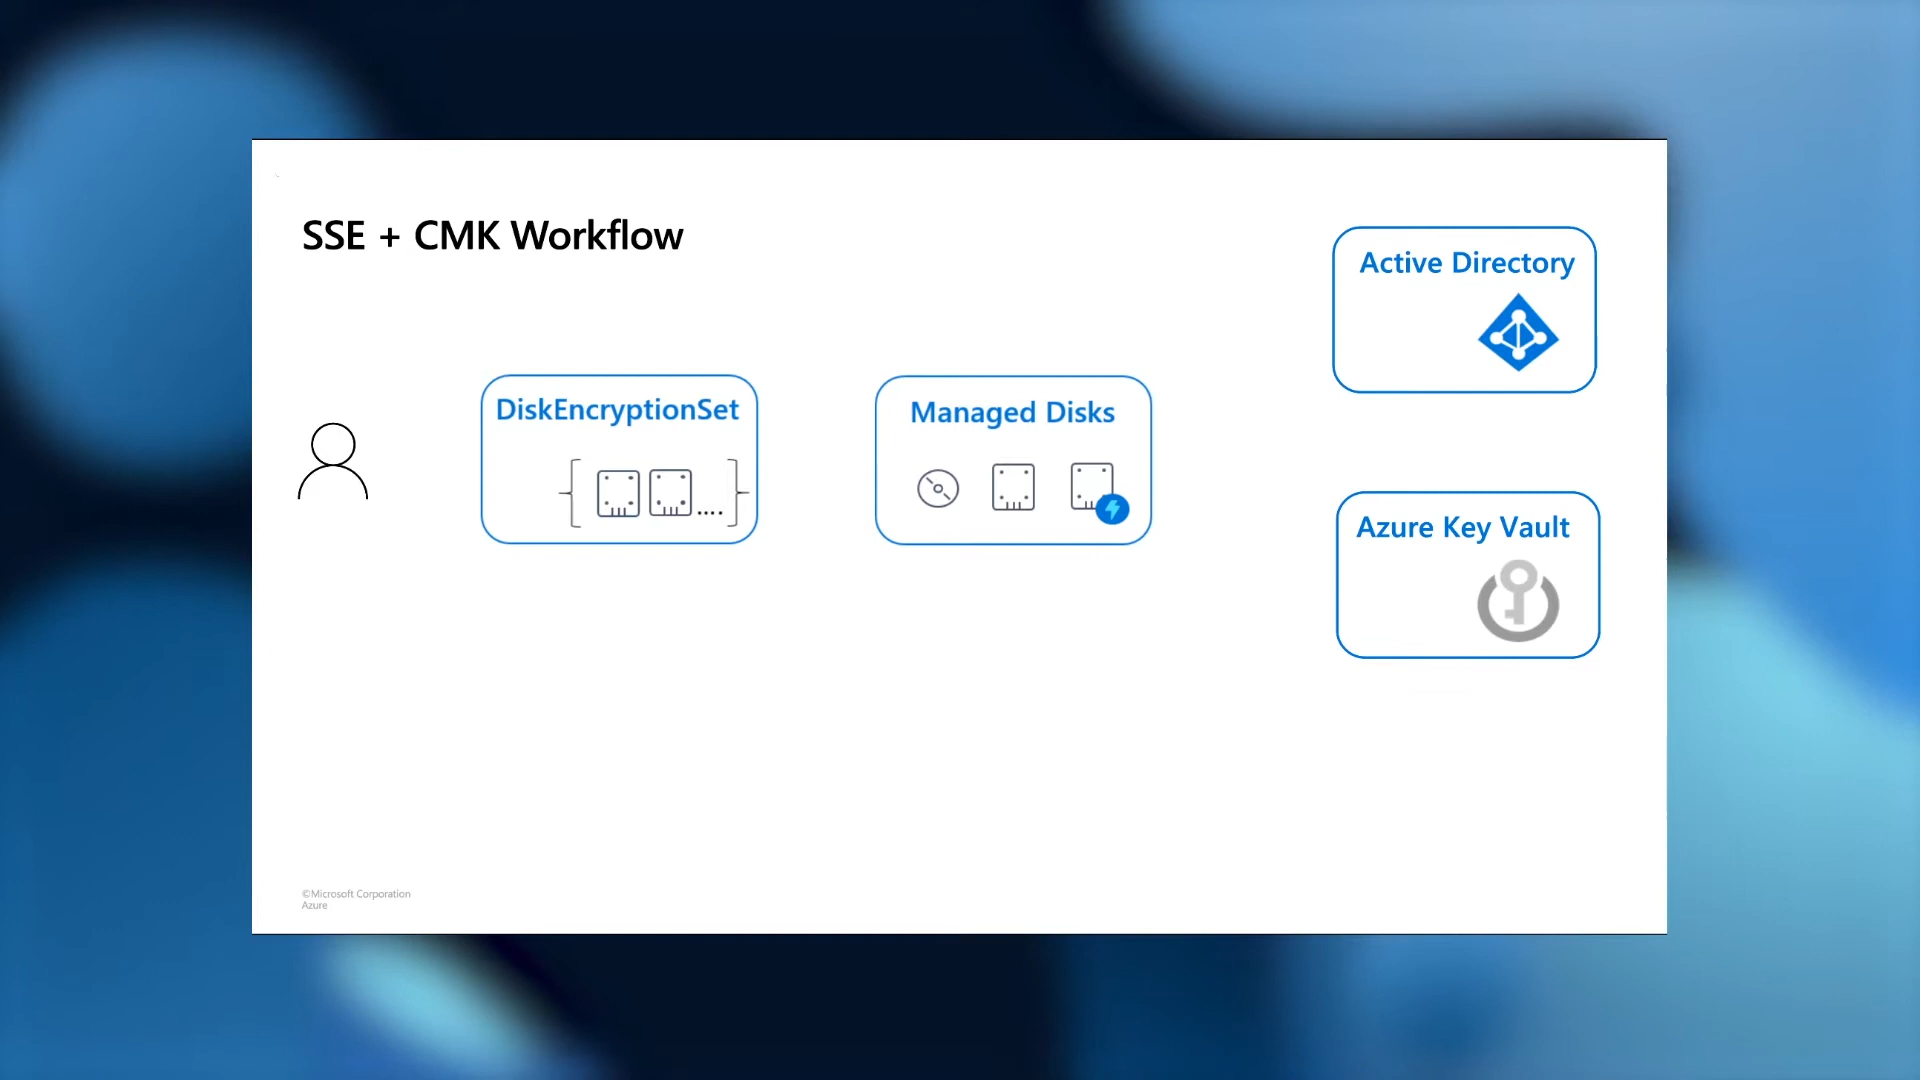 SSE + CMK Workflow
Active Directory
DiskEncryptionSet
Managed Disks
Azure Key Vault
©Microsoft Corporation
Azure